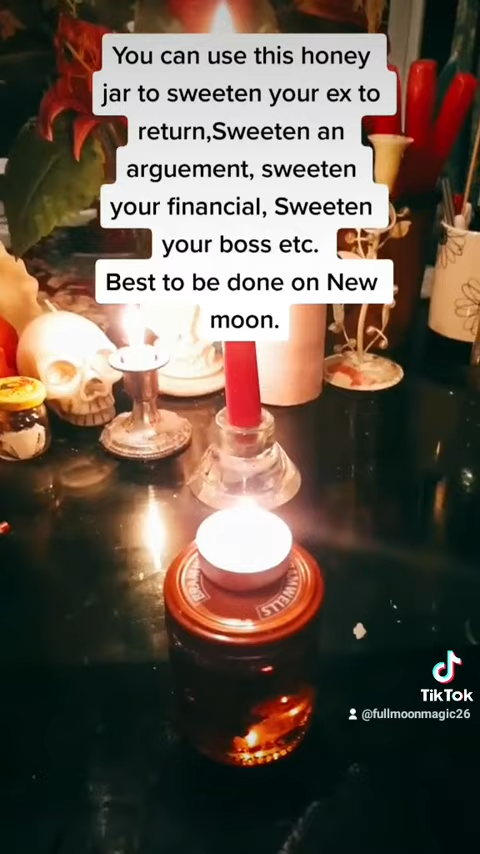 You can use this honey
jar to sweeten your ex to
return,Sweeten an
arguement, sweeten
your financial, Sweeten
your boss etc.
Best to be done on New
moon.
TikTok
@fullmoonmagic26